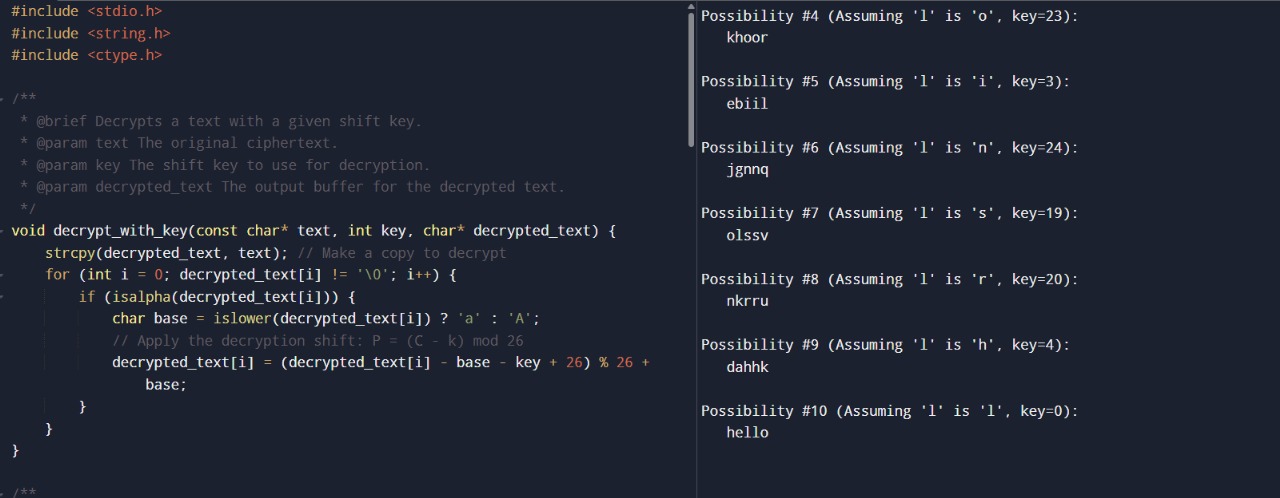 #include <stdio.h>
#include <string.h>
#include <ctype.h>
/**
 * @brief Decrypts a text with a given shift key.
 * @param text The original ciphertext.
 * @param key The shift key to use for decryption.
 * @param decrypted_text The output buffer for the decrypted text.
 */
void decrypt_with_key(const char* text, int key, char* decrypted_text) {
    strcpy(decrypted_text, text); // Make a copy to decrypt
    for (int i = 0; decrypted_text[i] != '\0'; i++) {
        if (isalpha(decrypted_text[i])) {
            char base = islower(decrypted_text[i]) ? 'a' : 'A';
            // Apply the decryption shift: P = (C - k) mod 26
            decrypted_text[i] = (decrypted_text[i] - base - key + 26) % 26 +
                base;
        }
    }
}
/**
Possibility #4 (Assuming 'l' is 'o', key=23):
   khoor
Possibility #5 (Assuming 'l' is 'i', key=3):
   ebiil
Possibility #6 (Assuming 'l' is 'n', key=24):
   jgnnq
Possibility #7 (Assuming 'l' is 's', key=19):
   olssv
Possibility #8 (Assuming 'l' is 'r', key=20):
   nkrru
Possibility #9 (Assuming 'l' is 'h', key=4):
   dahhk
Possibility #10 (Assuming 'l' is 'l', key=0):
   hello